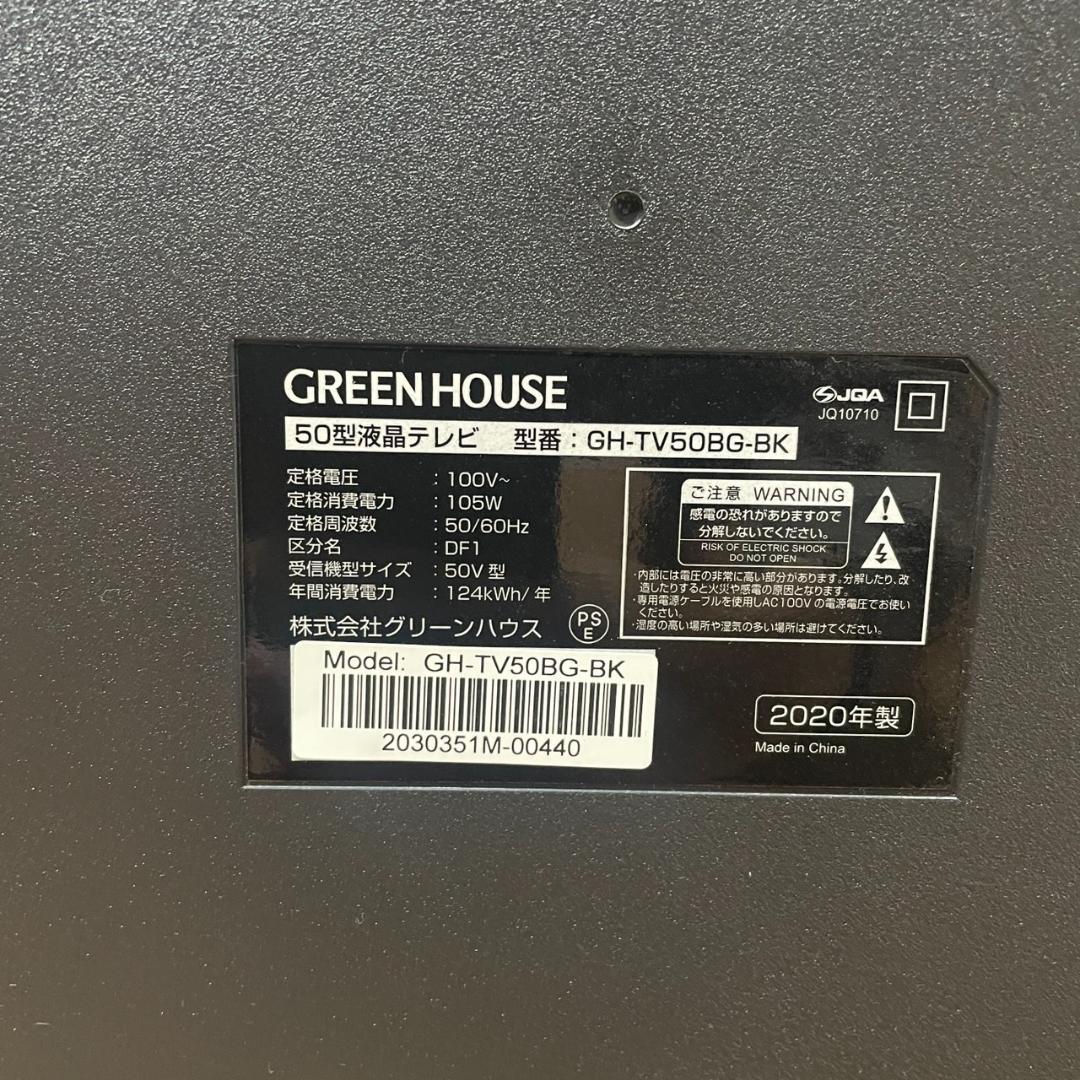 GREEN HOUSE
50型液晶テレビ 型番：GH-TV50BG-BK
JQA
JQ10710
定格電圧 ：100V~
定格消費電力 ：105W
定格周波数 ：50/60Hz
区分名 ：DF1
受信機型サイズ ：50V 型
年間消費電力 ：124kWh/ 年
株式会社グリーンハウス
PS
E
ご注意 WARNING
感電の恐れがありますので
分解しないでください。
RISK OF ELECTRIC SHOCK
DO NOT OPEN
・内部には電圧の非常に高い部分があります。分解したり、改
造したりすると火災や感電の原因となります。
・専用電源ケーブルを使用しAC100V の電源電圧でお使い
ください。
・湿度の高い場所や湿気の多い場所は避けてください。
Model: GH-TV50BG-BK
2030351M-00440
2020年製
Made in China